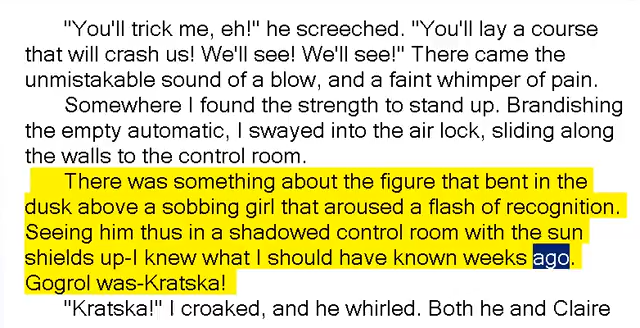 "You'll trick me, eh!" he screeched. "You'll lay a course
that will crash us! We'll see! We'll see!" There came the
unmistakable sound of a blow, and a faint whimper of pain.
Somewhere I found the strength to stand up. Brandishing
the empty automatic, I swayed into the air lock, sliding along
the walls to the control room.
There was something about the figure that bent in the
dusk above a sobbing girl that aroused a flash of recognition.
Seeing him thus in a shadowed control room with the sun
shields up-I knew what I should have known weeks ago.
Gogrol was-Kratska!
"Kratska!" I croaked, and he whirled. Both he and Claire